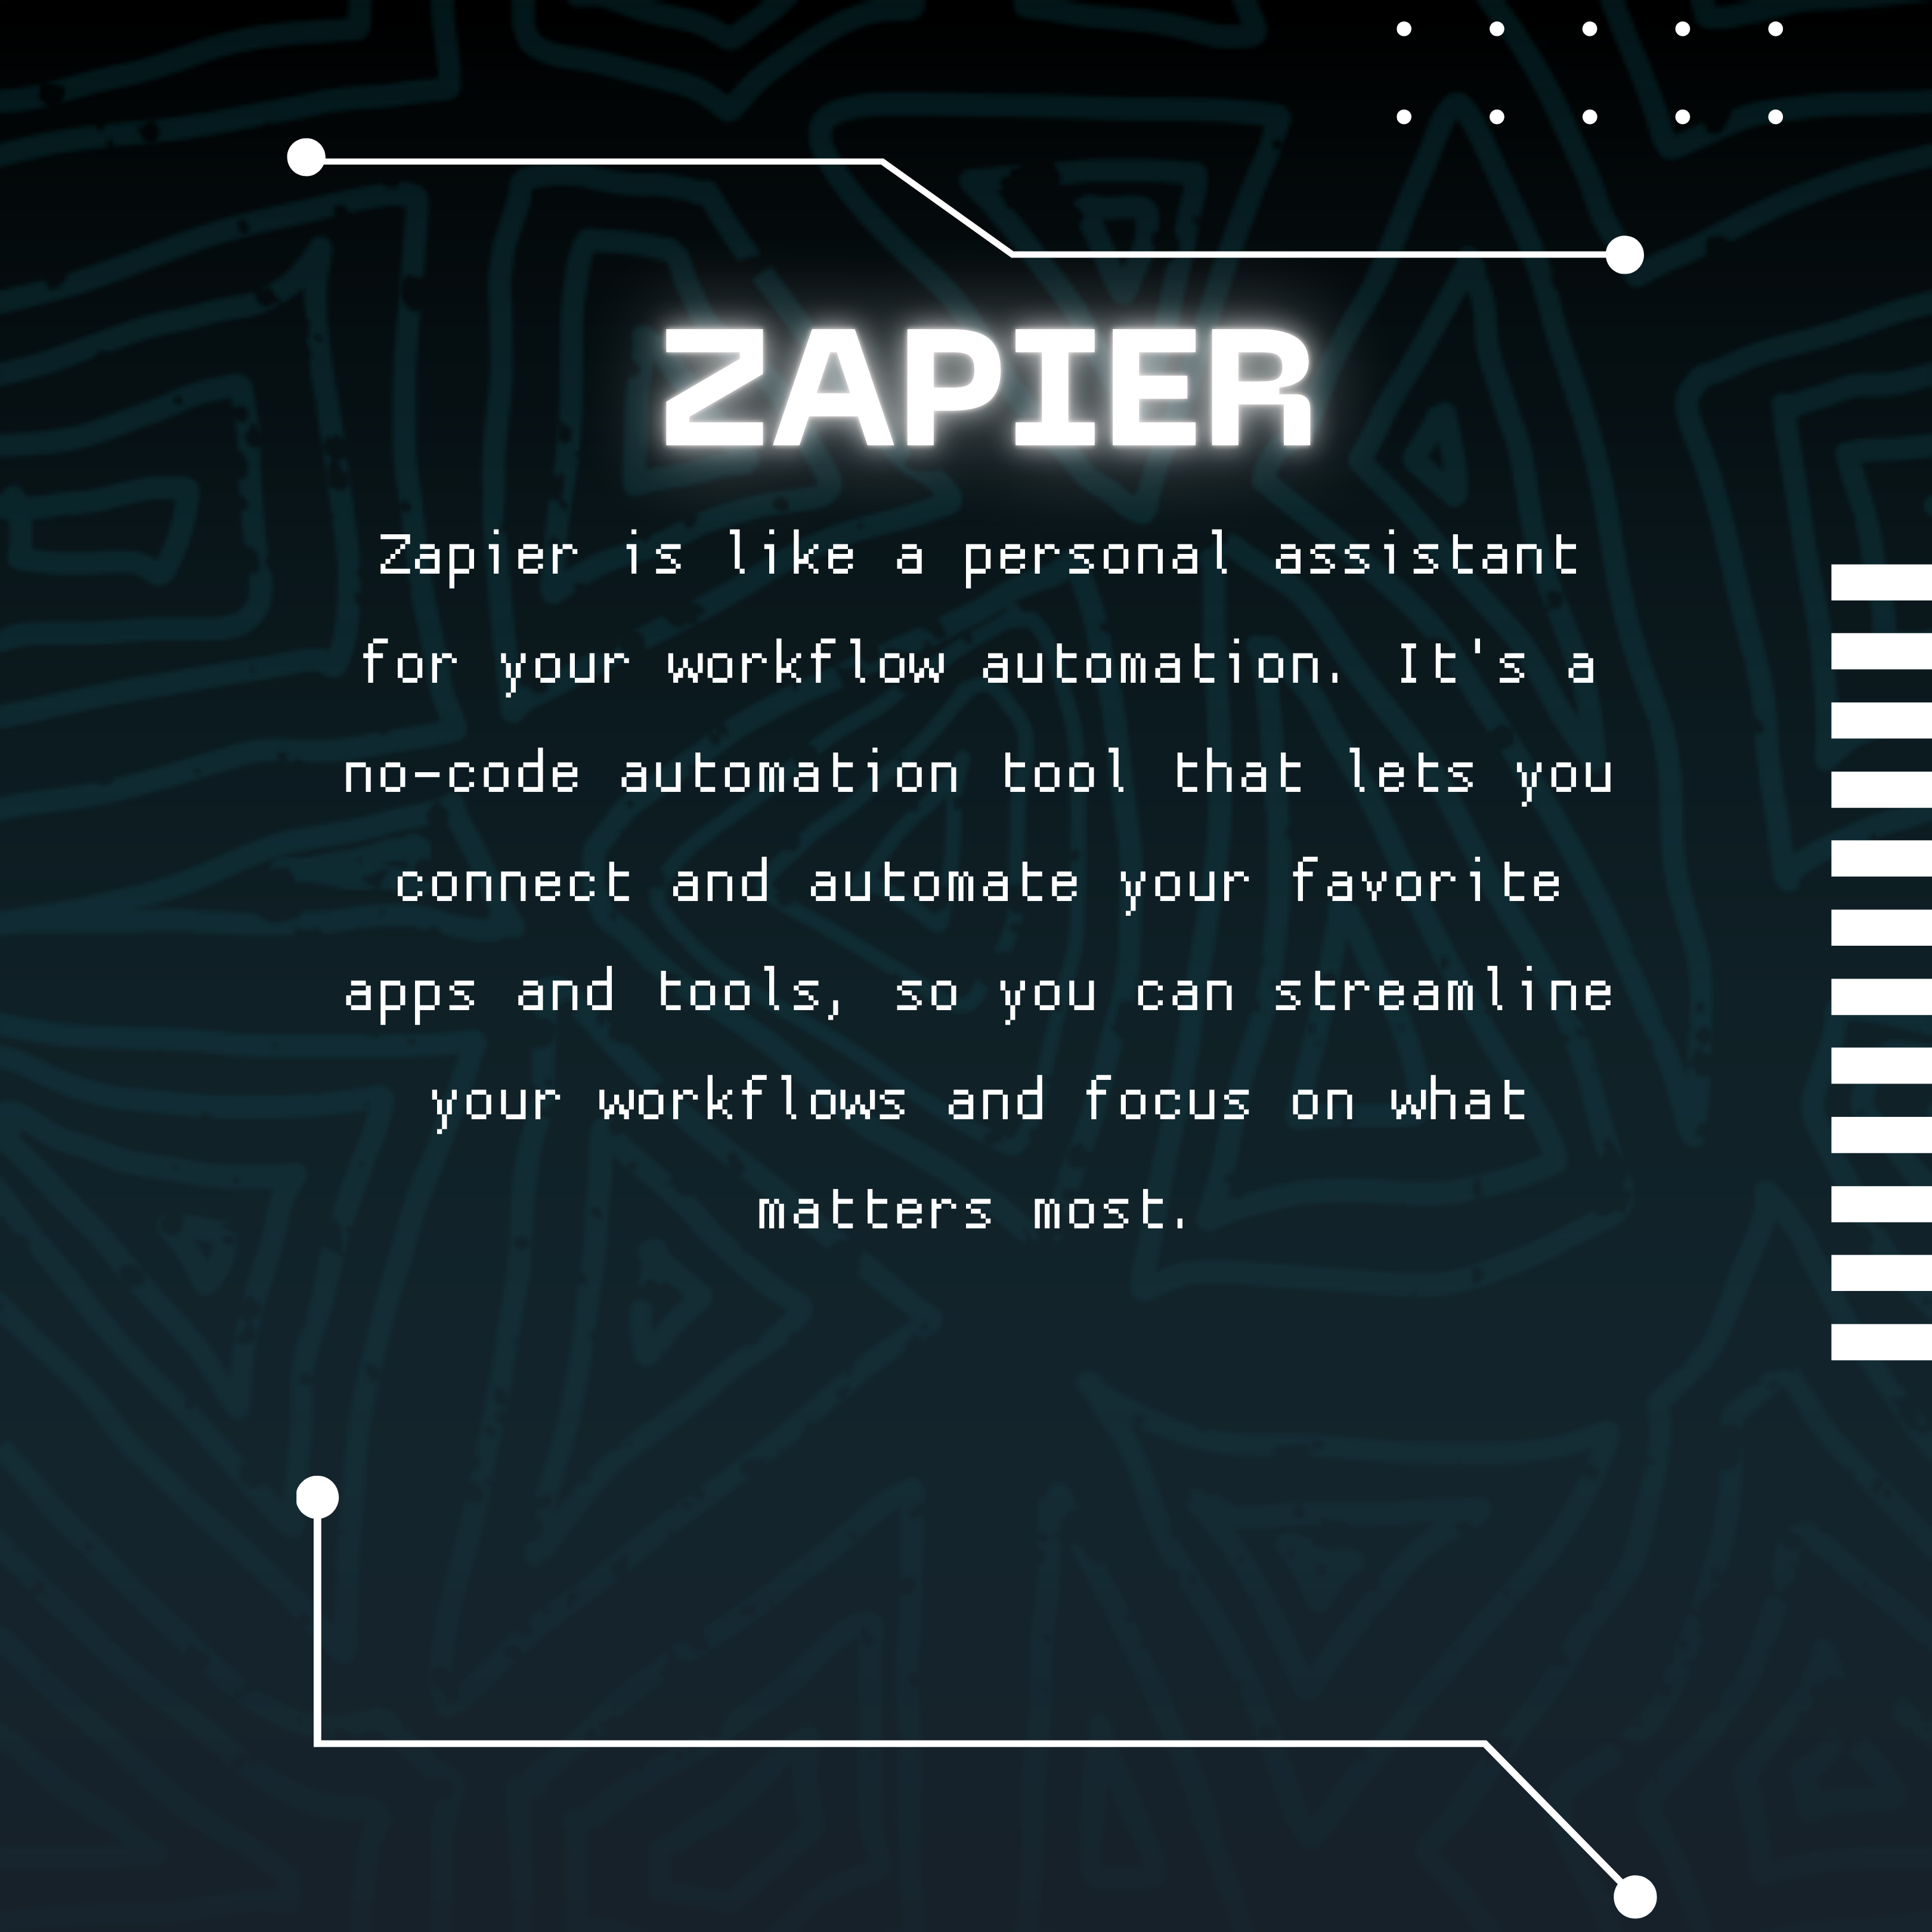 ZAPIER
Zapier is like a personal assistant
for your workflow automation. It's a
no-code automation tool that lets you
connect and automate your favorite
apps and tools, so you can streamline
your workflows and focus on what
matters most.